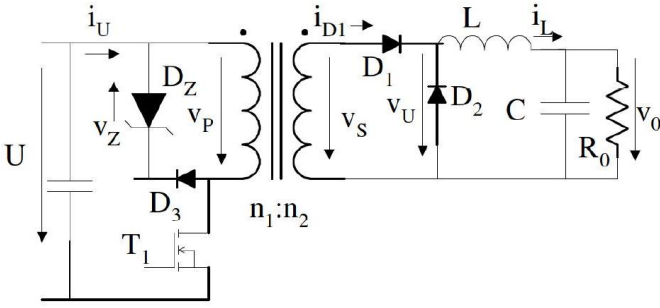 i_U
i_D1
L
i_L
D_Z
v_Z
v_P
v_S
D_1
v_U
D_2
C
R_0
v_0
U
D_3
n_1:n_2
T_1